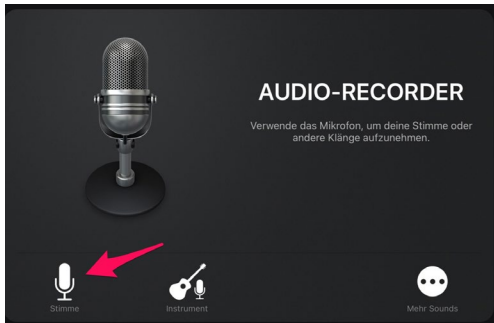 AUDIO-RECORDER
Verwende das Mikrofon, um deine Stimme oder
andere Klänge aufzunehmen.
Stimme
Instrument
Mehr Sounds